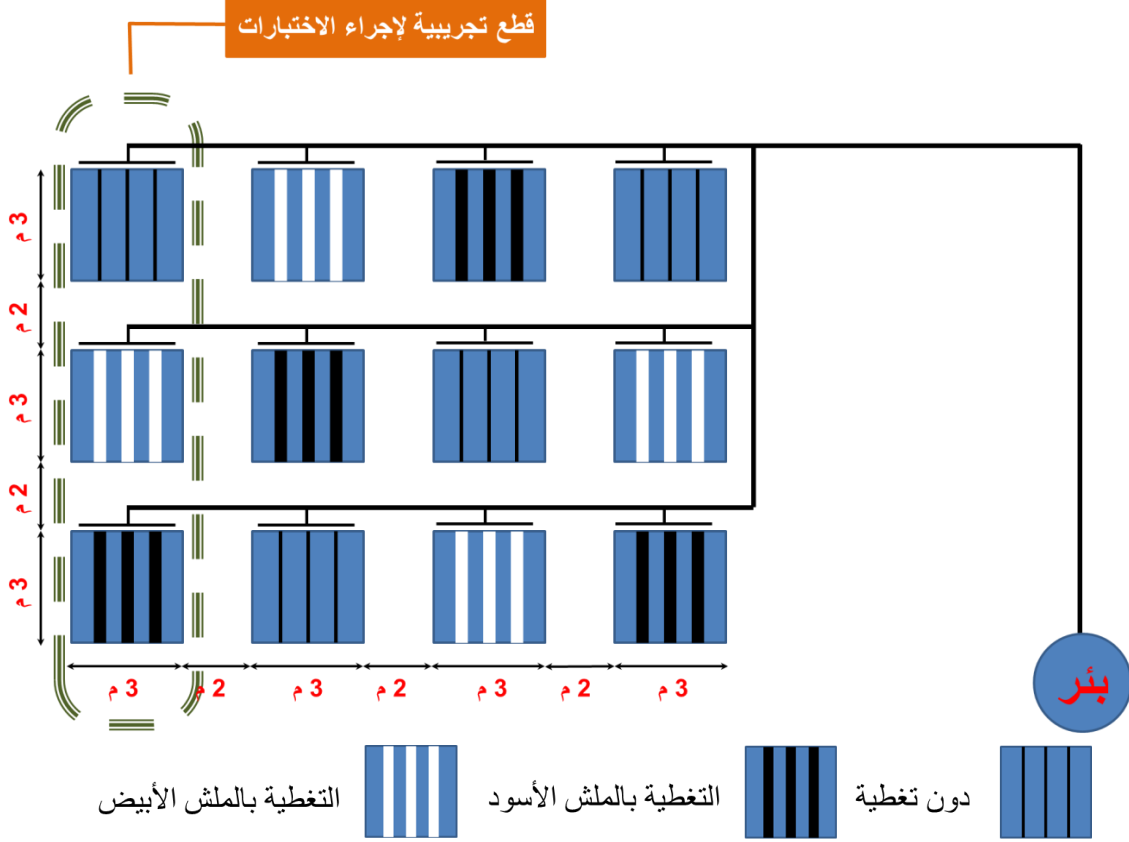 قطع تجريبية لإجراء الاختبارات
3 م
2 م
3 م
2 م
3 م
3 م
2 م
3 م
2 م
3 م
2 م
3 م
بئر
دون تغطية
التغطية بالملش الأسود
التغطية بالملش الأبيض